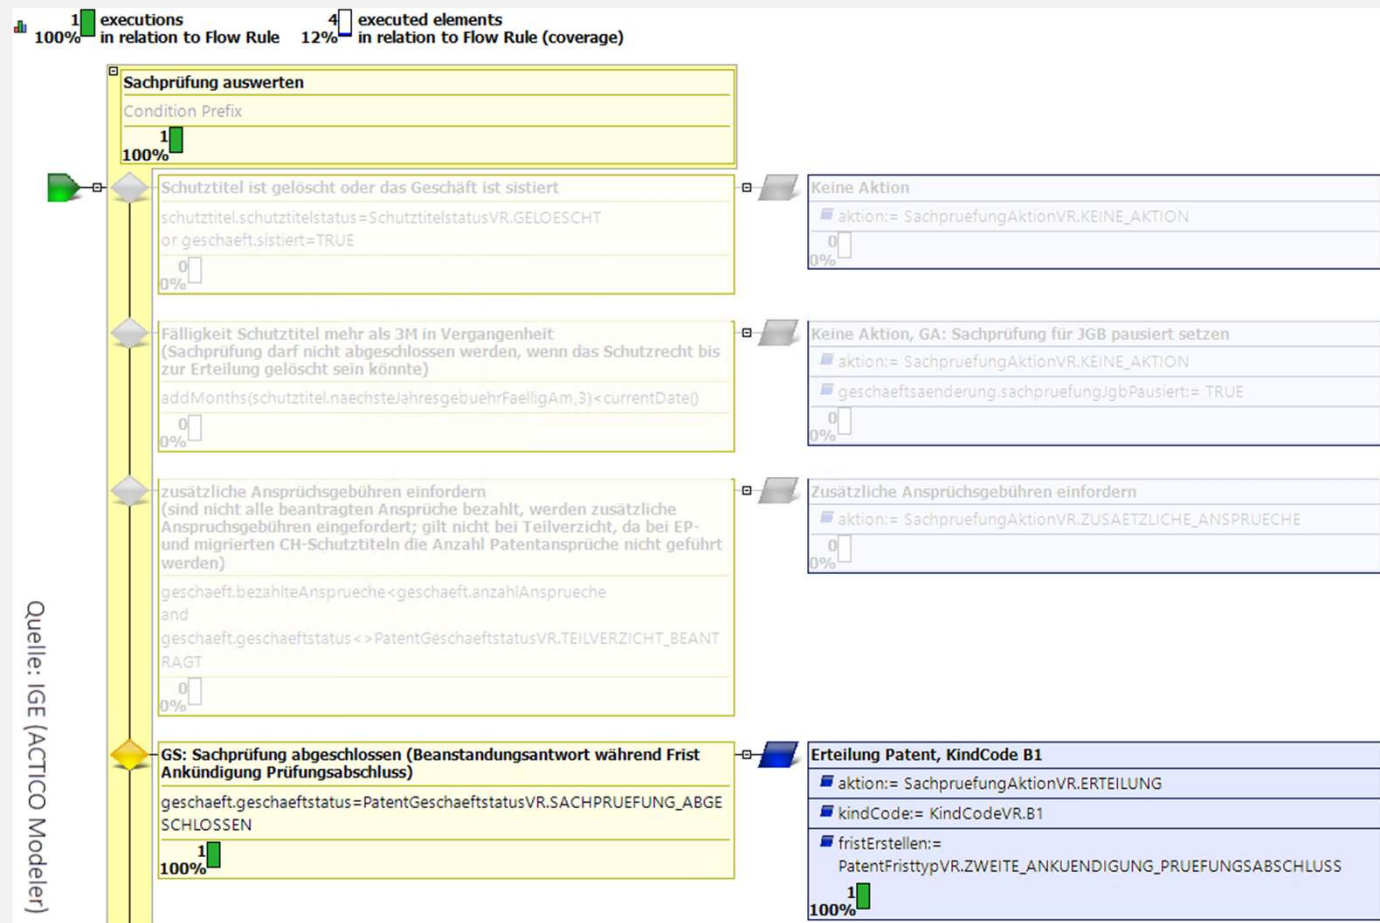 1 executions
100% in relation to Flow Rule
4 executed elements
12% in relation to Flow Rule (coverage)
Sachprüfung auswerten
Condition Prefix
1
100%
Schutztitel ist gelöscht oder das Geschäft ist sistiert
schutztitel.schutztitelstatus=SchutztitelstatusVR.GELOESCHT
or geschaeft.sistiert=TRUE
0
0%
Keine Aktion
aktion:= SachpruefungAktionVR.KEINE_AKTION
0
0%
Fälligkeit Schutztitel mehr als 3M in Vergangenheit
(Sachprüfung darf nicht abgeschlossen werden, wenn das Schutzrecht bis
zur Erteilung gelöscht sein könnte)
addMonths(schutztitel.naechsteJahresgebuehrFaelligAm,3)<currentDate()
0
0%
Keine Aktion, GA: Sachprüfung für JGB pausiert setzen
aktion:= SachpruefungAktionVR.KEINE_AKTION
geschaeftsaenderung.sachpruefungJgbPausiert:= TRUE
0
0%
zusätzliche Ansprüchsgebühren einfordern
(sind nicht alle beantragten Ansprüche bezahlt, werden zusätzliche
Anspruchsgebühren eingefordert; gilt nicht bei Teilverzicht, da bei EP-
und migrierten CH-Schutztiteln die Anzahl Patentansprüche nicht geführt
werden)
geschaeft.bezahlteAnsprueche<geschaeft.anzahlAnsprueche
and
geschaeft.geschaeftstatus<>PatentGeschaeftstatusVR.TEILVERZICHT_BEANT
RAGT
0
0%
Zusätzliche Ansprüchsgebühren einfordern
aktion:= SachpruefungAktionVR.ZUSAETZLICHE_ANSPRUECHE
0
0%
GS: Sachprüfung abgeschlossen (Beanstandungsantwort während Frist
Ankündigung Prüfungsabschluss)
geschaeft.geschaeftstatus=PatentGeschaeftstatusVR.SACHPRUEFUNG_ABGE
SCHLOSSEN
1
100%
Erteilung Patent, KindCode B1
aktion:= SachpruefungAktionVR.ERTEILUNG
kindCode:= KindCodeVR.B1
fristErstellen:=
PatentFristtypVR.ZWEITE_ANKUENDIGUNG_PRUEFUNGSABSCHLUSS
1
100%
Quelle: IGE (ACTICO Modeler)